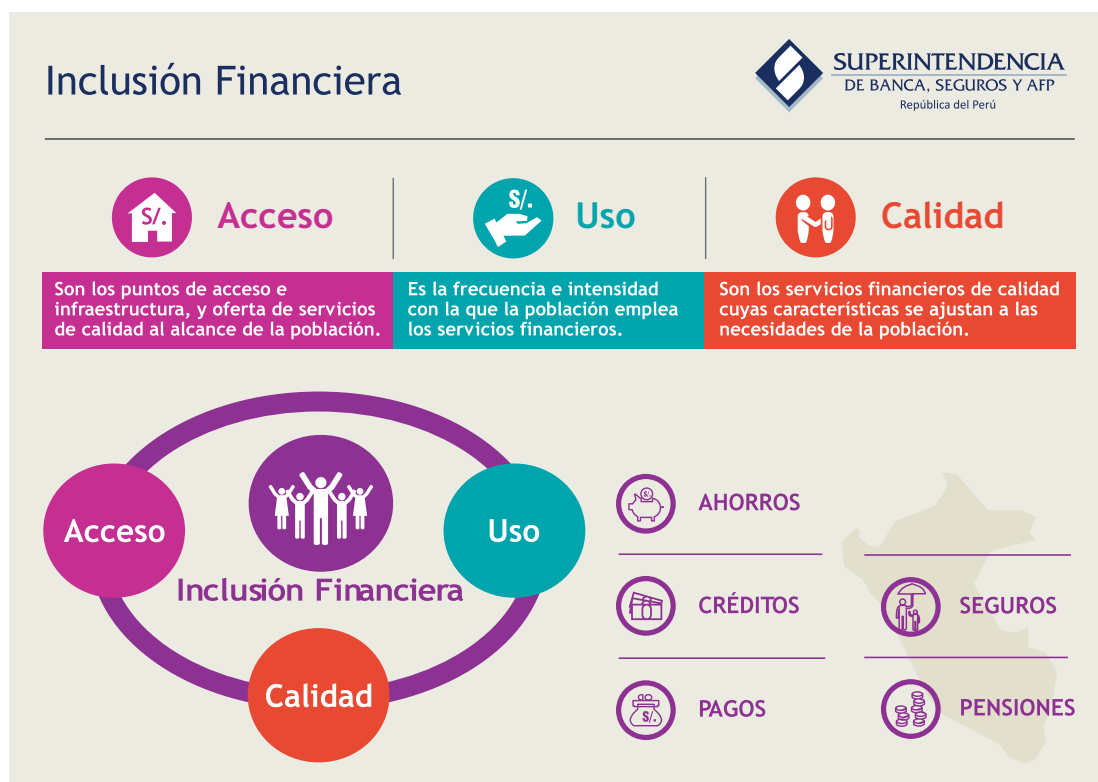 Inclusión Financiera
SUPERINTENDENCIA
DE BANCA, SEGUROS Y AFP
República del Perú
S/.
Acceso
S/.
Uso
Calidad
Son los puntos de acceso e
infraestructura, y oferta de servicios
de calidad al alcance de la población.
Es la frecuencia e intensidad
con la que la población emplea
los servicios financieros.
Son los servicios financieros de calidad
cuyas características se ajustan a las
necesidades de la población.
Acceso
Uso
Inclusión Financiera
Calidad
S/.
AHORROS
CRÉDITOS
S/.
PAGOS
SEGUROS
PENSIONES